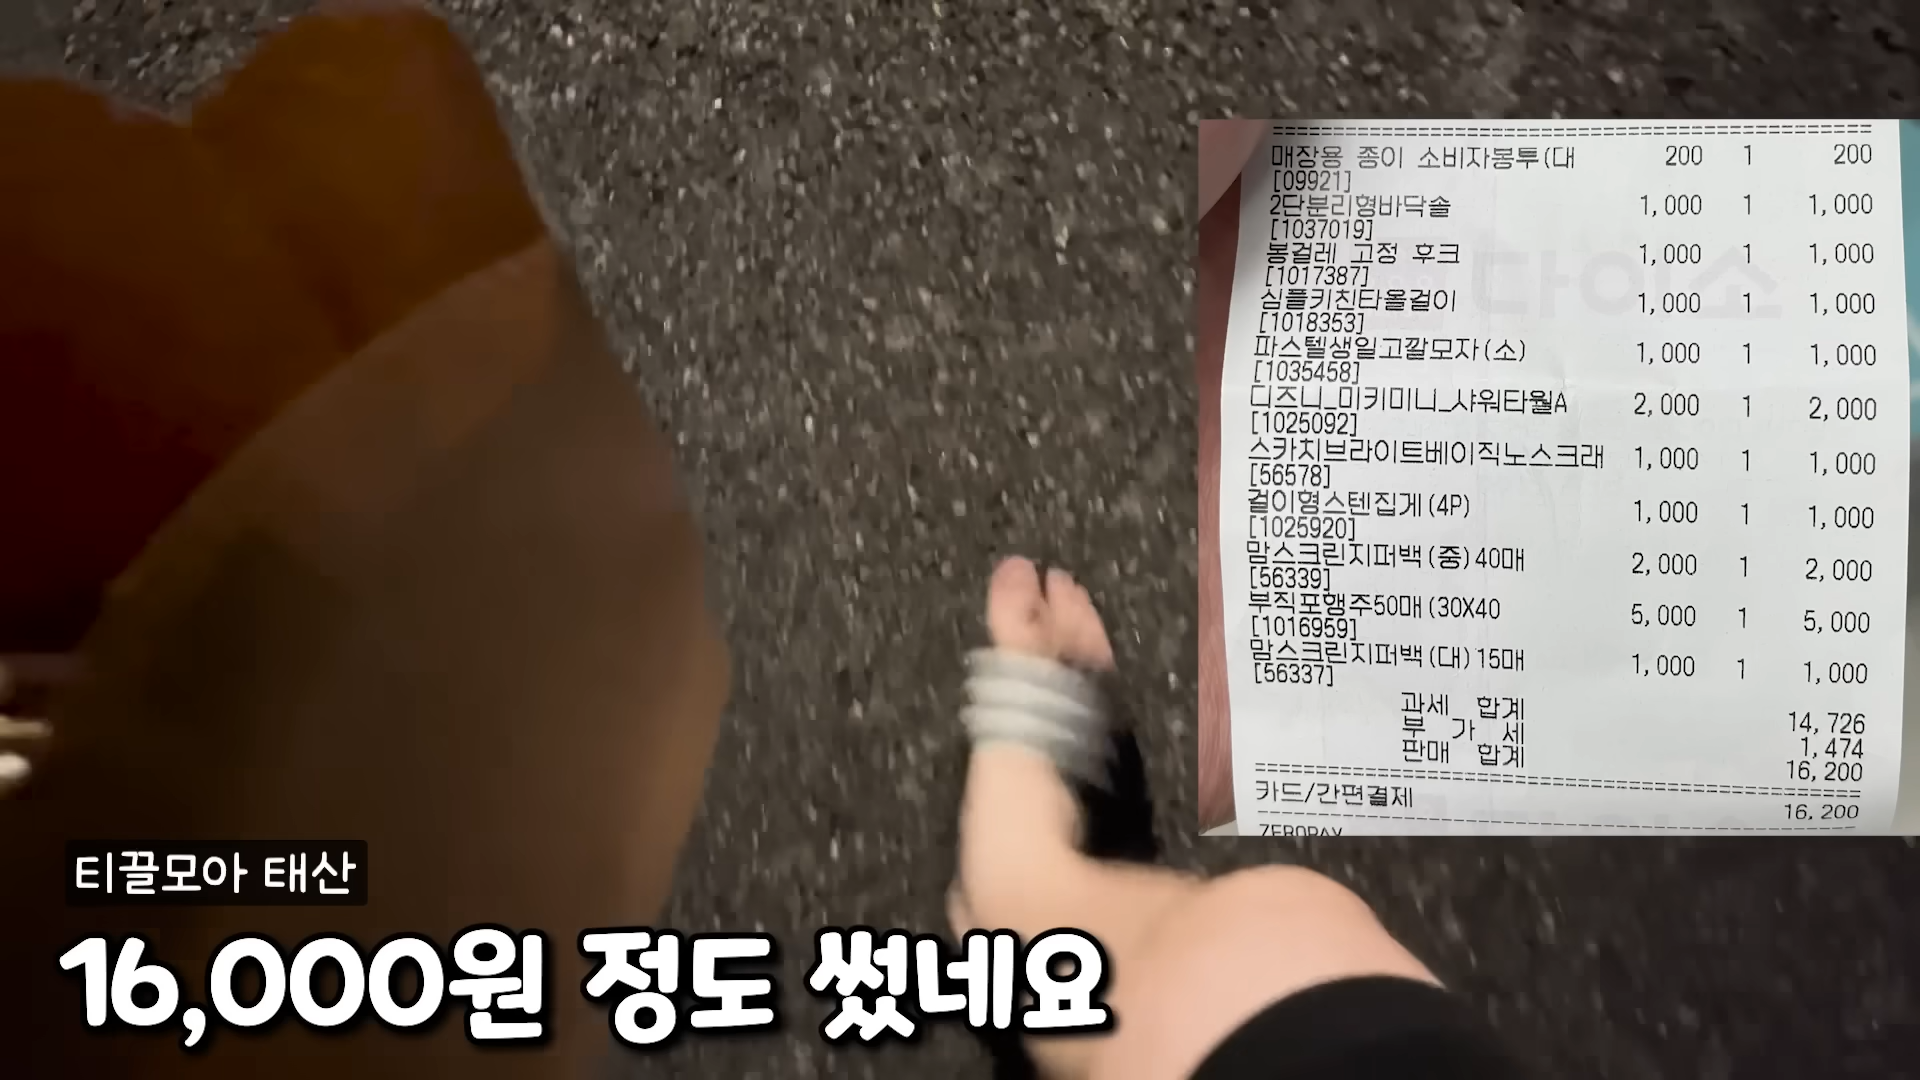 매장용 종이 소비자봉투(대 200 1 200
[09921]
2단분리형바닥솔 1,000 1 1,000
[1037019]
봉걸레 고정 후크 1,000 1 1,000
[1017387]
심플키친타올걸이 1,000 1 1,000
[1018353]
파스텔생일고깔모자(소) 1,000 1 1,000
[1035458]
디즈니_미키미니_샤워타월A 2,000 1 2,000
[1025092]
스카치브라이트베이직노스크래 1,000 1 1,000
[56578]
걸이형스텐집게(4P) 1,000 1 1,000
[1025920]
맘스크린지퍼백(중)40매 2,000 1 2,000
[56339]
부직포행주50매(30X40 5,000 1 5,000
[1016959]
맘스크린지퍼백(대)15매 1,000 1 1,000
[56337]
과세 합계 14,726
부 가 세 1,474
판매 합계 16,200
카드/간편결제 16,200
ZEROPAY
티끌모아 태산
16,000원 정도 썼네요